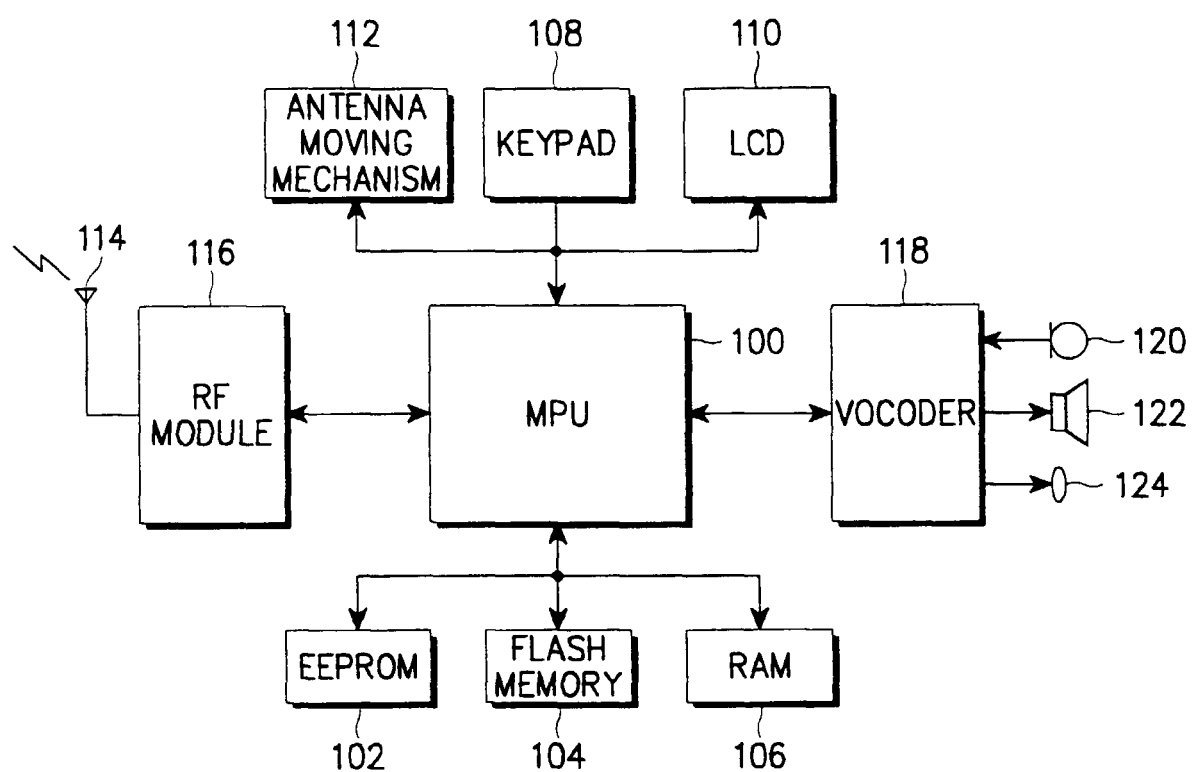 112
108
110
ANTENNA
MOVING
MECHANISM
KEYPAD
LCD
114
116
118
RF
MODULE
MPU
100
VOCODER
120
122
124
EEPROM
FLASH
MEMORY
RAM
102
104
106